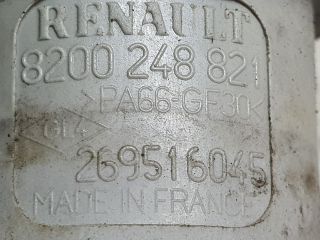 RENAULT
8200 248 821
>PA66-GF30<
269516045
MADE IN FRANCE